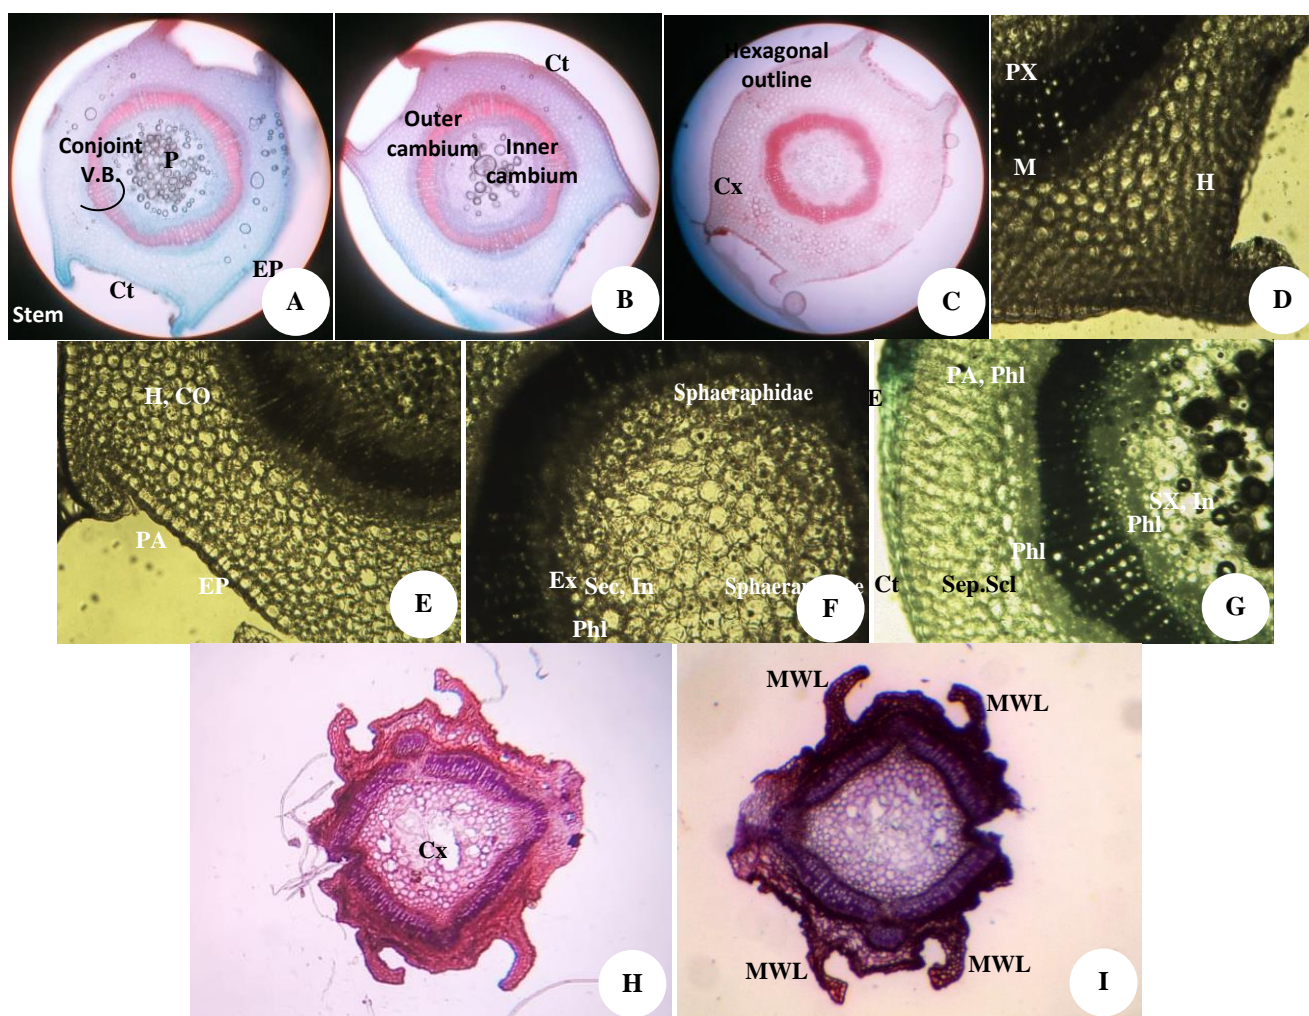 Conjoint
V.B.
P
EP
Ct
Stem
A
Ct
Outer
cambium
Inner
cambium
B
Hexagonal
outline
Cx
C
PX
M
H
D
H, CO
PA
EP
E
Sphaeraphidae
Ex
Sec, In
Phl
F
E
PA, Phl
SX, In
Phl
Phl
Ct
Sep.Scl
G
Cx
H
MWL
MWL
MWL
MWL
I